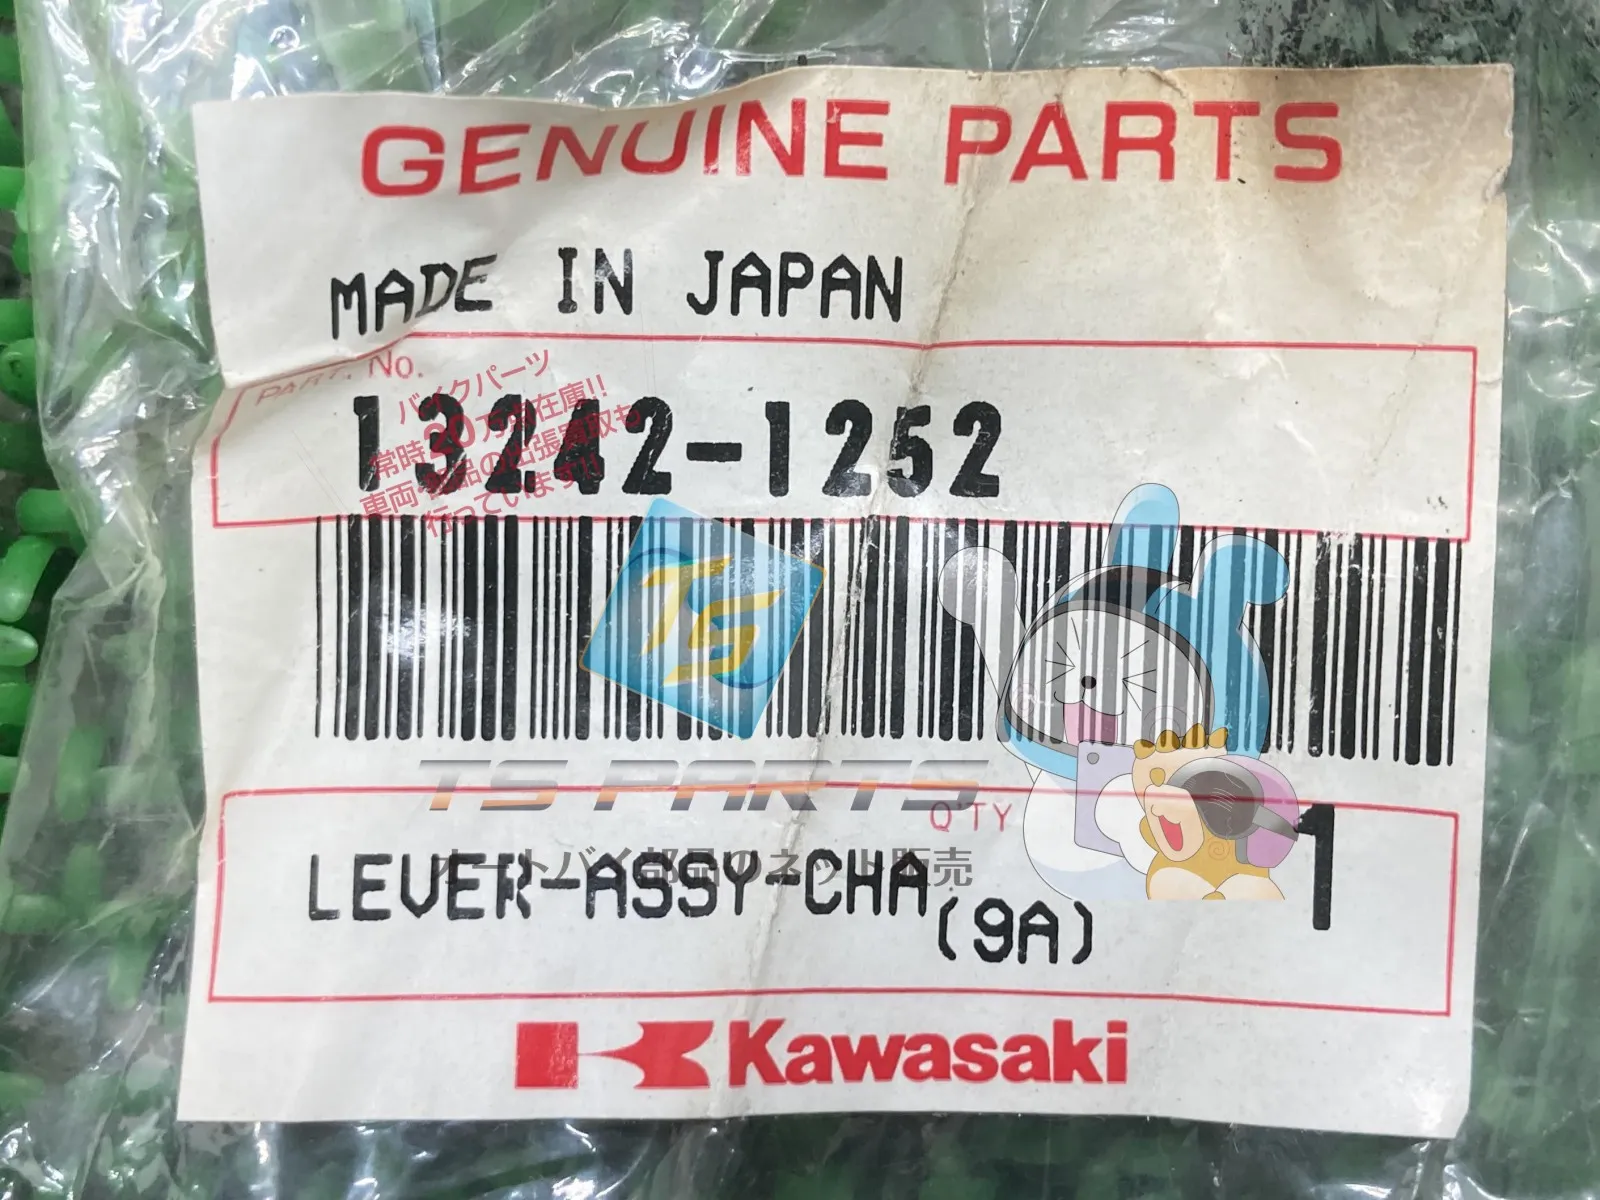 GENUINE PARTS
MADE IN JAPAN
PART. No.
13242-1252
バイクパーツ
常時20万点在庫!!
車両・部品の出張買取も
行っています!!
TS
TS PARTS
オートバイ部品のネット販売
Q'TY
LEVER-ASSY-CHA
(9A)
1
Kawasaki